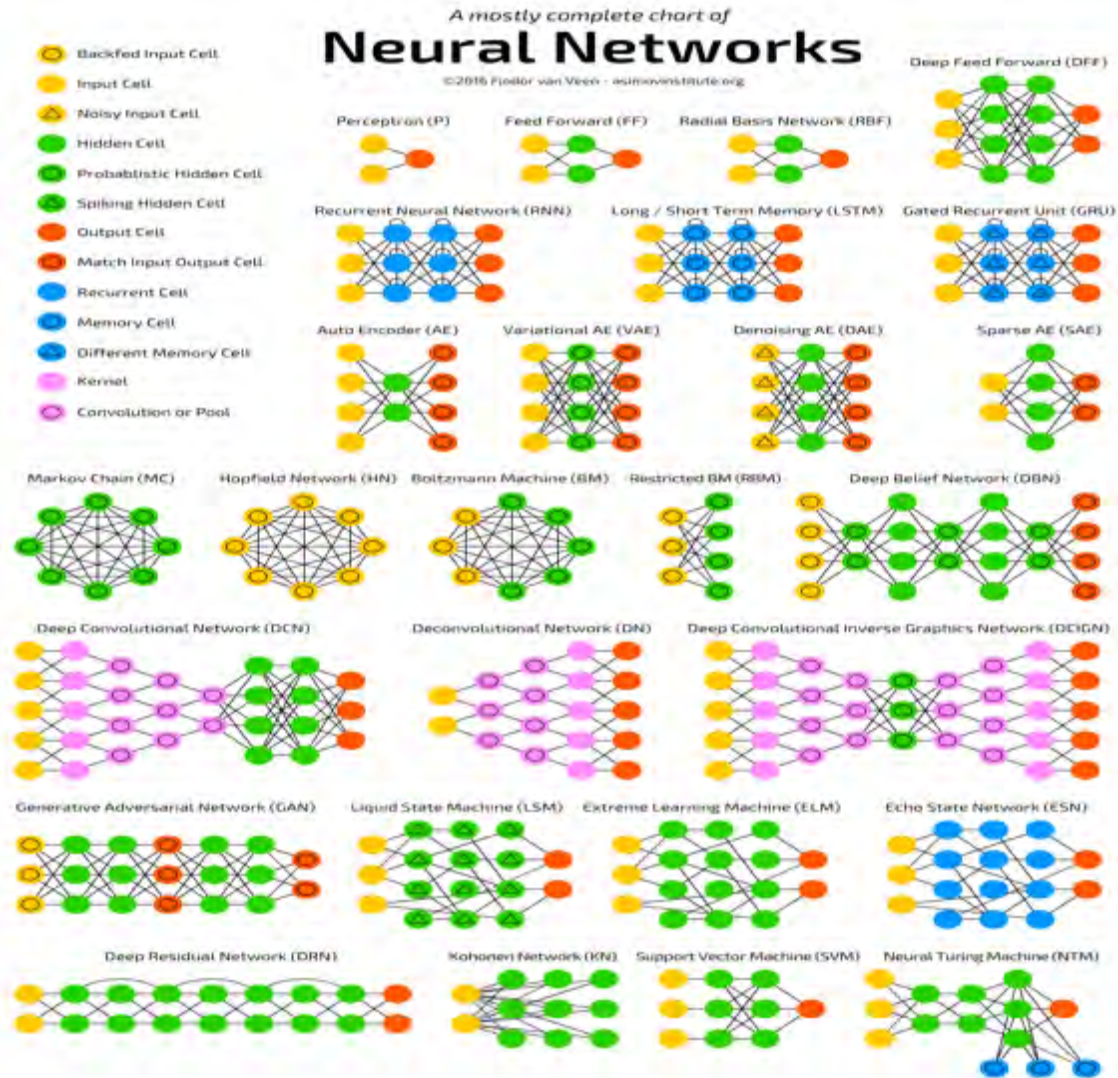 A mostly complete chart of
Neural Networks
©2016 Fjodor van Veen - asimovinstitute.org
Backfed Input Cell
Input Cell
Noisy Input Cell
Hidden Cell
Probablistic Hidden Cell
Spiking Hidden Cell
Output Cell
Match Input Output Cell
Recurrent Cell
Memory Cell
Different Memory Cell
Kernel
Convolution or Pool
Deep Feed Forward (DFF)
Perceptron (P)
Feed Forward (FF)
Radial Basis Network (RBF)
Recurrent Neural Network (RNN)
Long / Short Term Memory (LSTM)
Gated Recurrent Unit (GRU)
Auto Encoder (AE)
Variational AE (VAE)
Denoising AE (DAE)
Sparse AE (SAE)
Markov Chain (MC)
Hopfield Network (HN)
Boltzmann Machine (BM)
Restricted BM (RBM)
Deep Belief Network (DBN)
Deep Convolutional Network (DCN)
Deconvolutional Network (DN)
Deep Convolutional Inverse Graphics Network (DCIGN)
Generative Adversarial Network (GAN)
Liquid State Machine (LSM)
Extreme Learning Machine (ELM)
Echo State Network (ESN)
Deep Residual Network (DRN)
Kohonen Network (KN)
Support Vector Machine (SVM)
Neural Turing Machine (NTM)